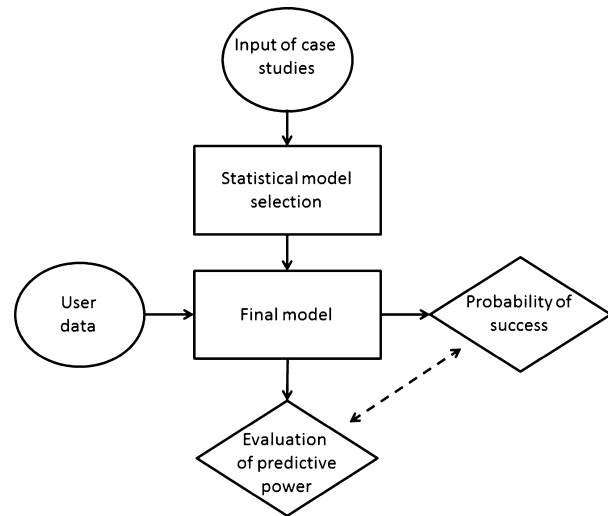 Input of case
studies
Statistical model
selection
User
data
Final model
Probability of
success
Evaluation
of predictive
power